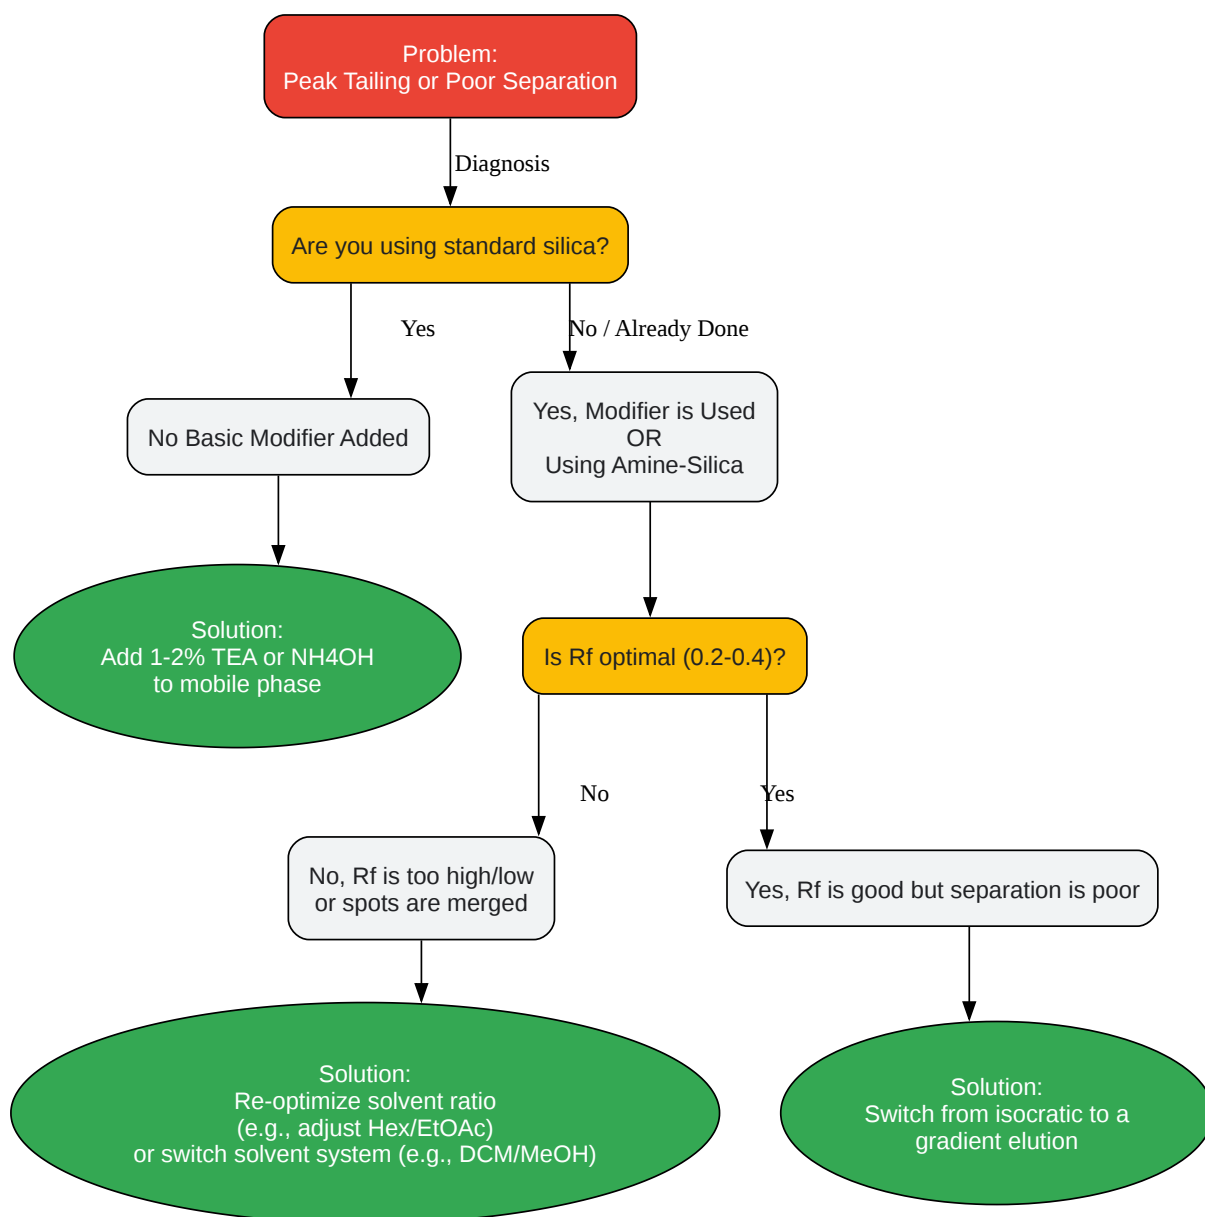 Problem:
Peak Tailing or Poor Separation
Diagnosis
Are you using standard silica?
Yes
No / Already Done
No Basic Modifier Added
Yes, Modifier is Used
OR
Using Amine-Silica
Solution:
Add 1-2% TEA or NH4OH
to mobile phase
Is Rf optimal (0.2-0.4)?
No
Yes
No, Rf is too high/low
or spots are merged
Yes, Rf is good but separation is poor
Solution:
Re-optimize solvent ratio
(e.g., adjust Hex/EtOAc)
or switch solvent system (e.g., DCM/MeOH)
Solution:
Switch from isocratic to a
gradient elution